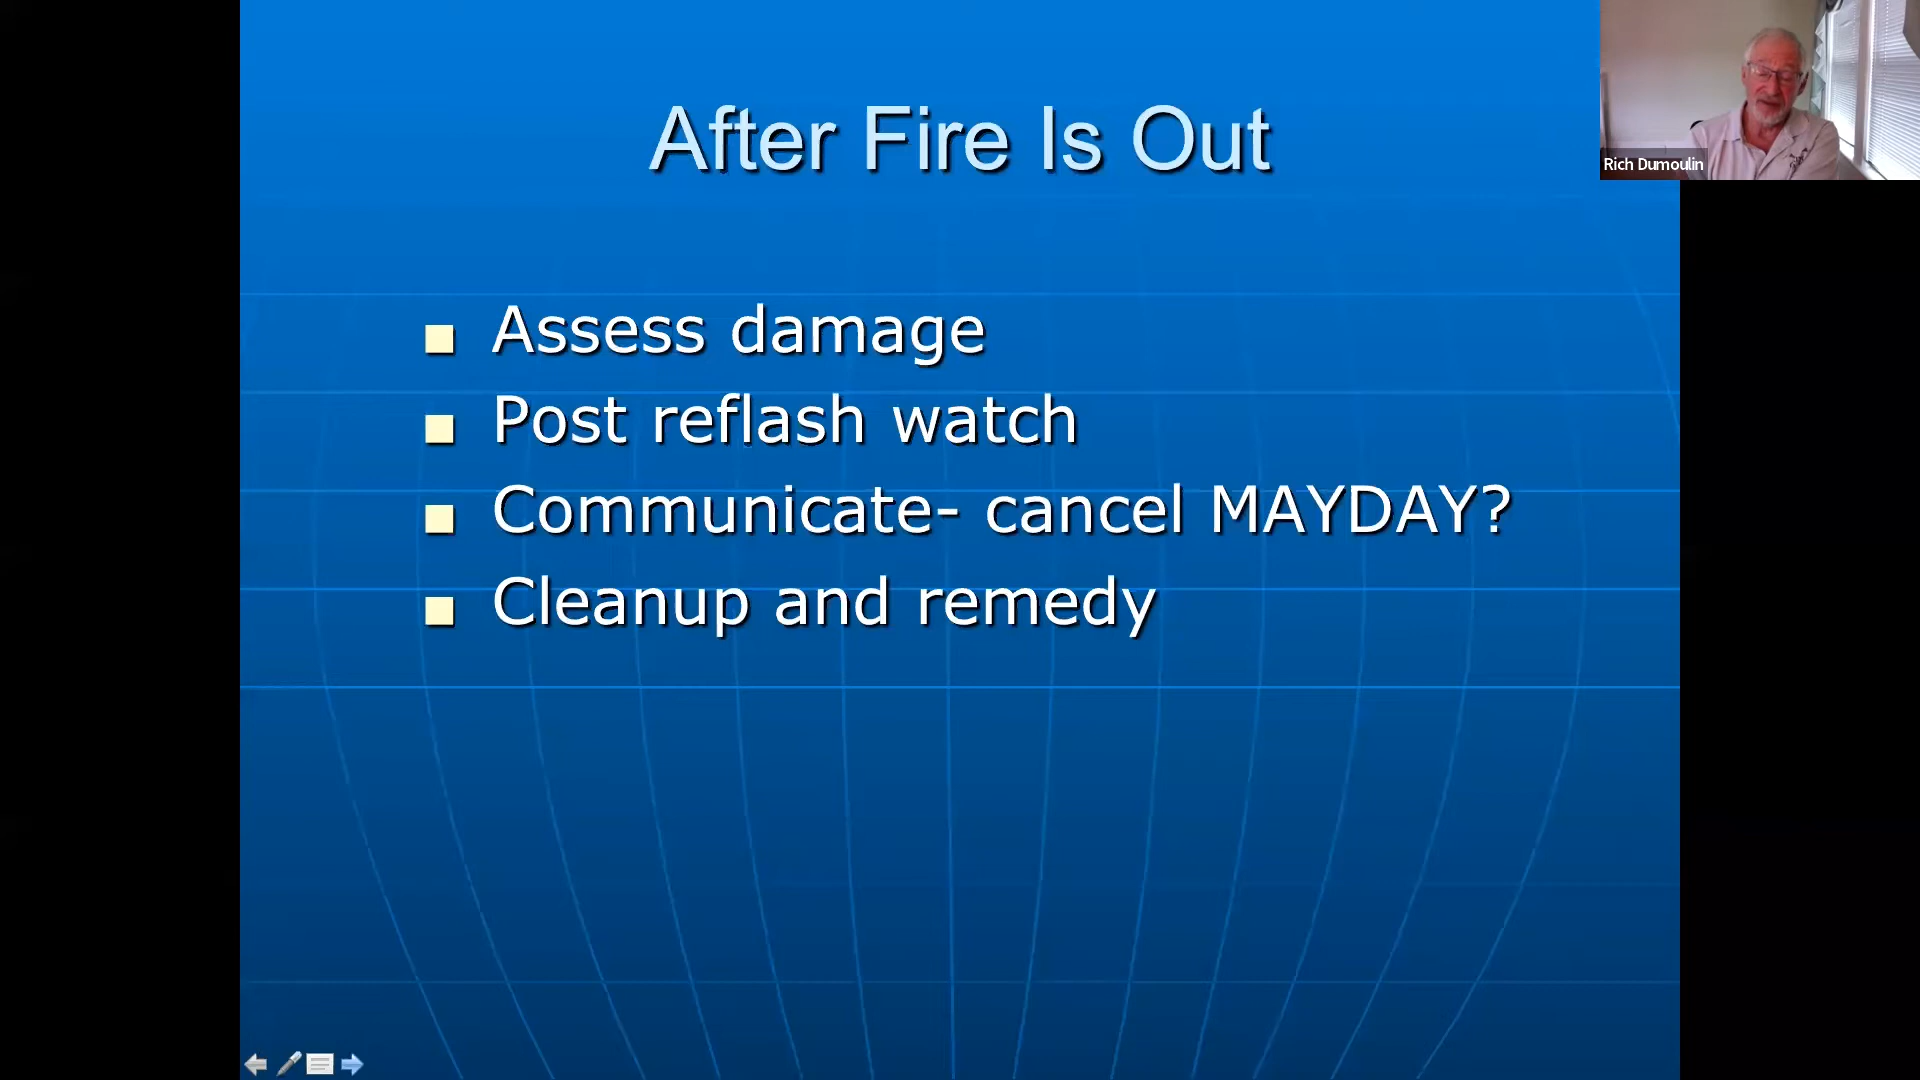 After Fire Is Out
Assess damage
Post reflash watch
Communicate- cancel MAYDAY?
Cleanup and remedy
Rich Dumoulin